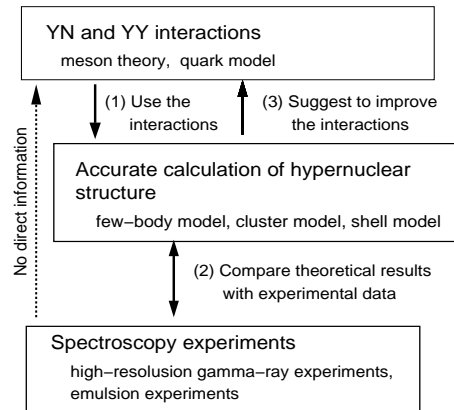 YN and YY interactions
meson theory, quark model
(1) Use the
interactions
(3) Suggest to improve
the interactions
No direct information
Accurate calculation of hypernuclear
structure
few−body model, cluster model, shell model
(2) Compare theoretical results
with experimental data
Spectroscopy experiments
high−resolusion gamma−ray experiments,
emulsion experiments